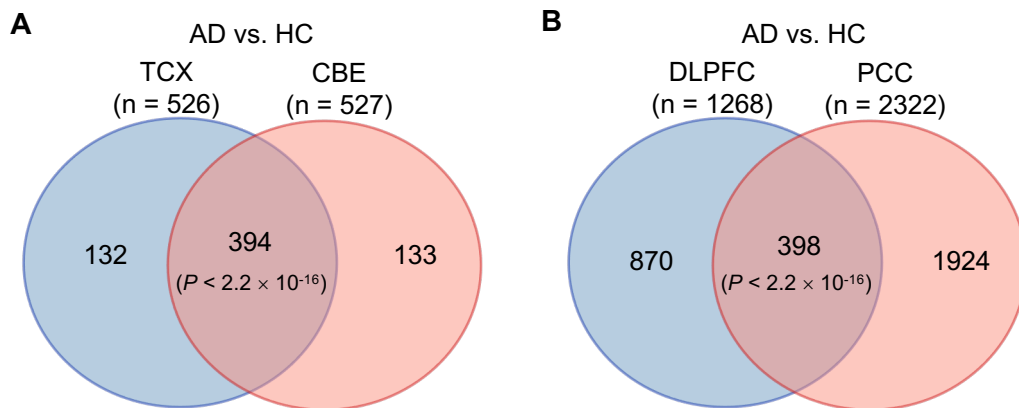 A
AD vs. HC
TCX
(n = 526)
CBE
(n = 527)
132
394
(P < 2.2 × 10-16)
133
B
AD vs. HC
DLPFC
(n = 1268)
PCC
(n = 2322)
870
398
(P < 2.2 × 10-16)
1924